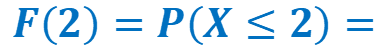 F(2) = P(X ≤ 2) =